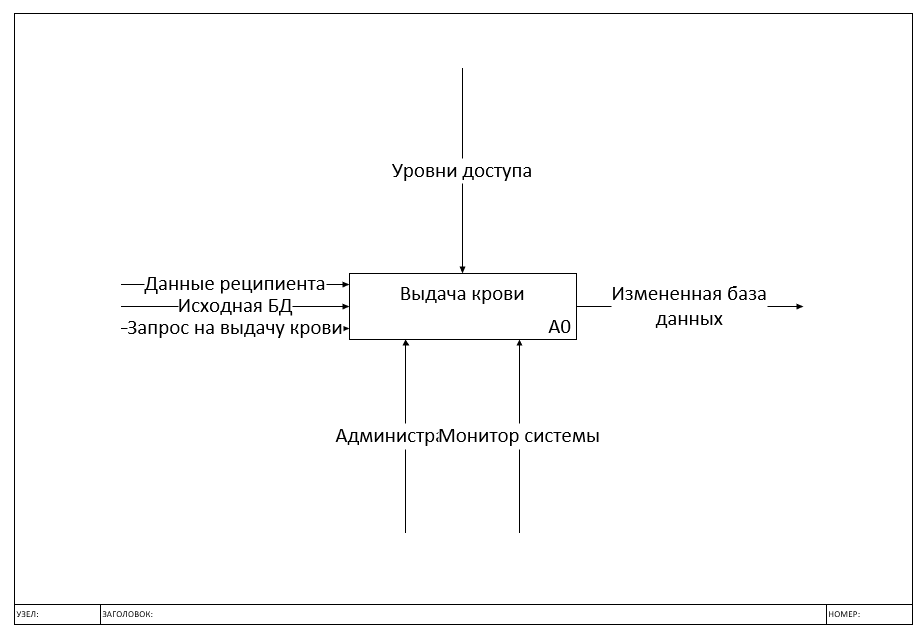 Уровни доступа
Данные реципиента
Исходная БД
Запрос на выдачу крови
Выдача крови
A0
Измененная база
данных
Монитор системы
УЗЕЛ:
ЗАГОЛОВОК:
НОМЕР: